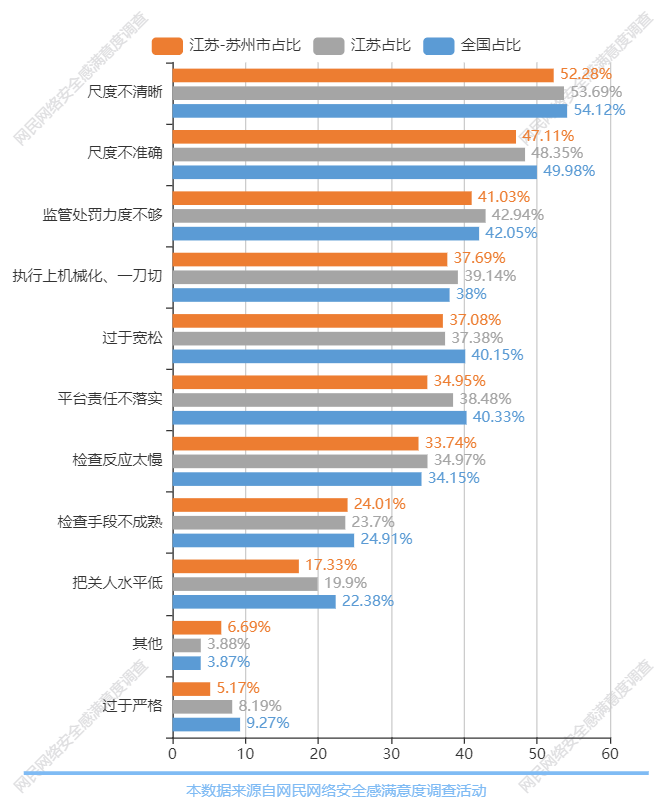 江苏-苏州市占比 江苏占比 全国占比
尺度不清晰 52.28% 53.69% 54.12%
尺度不准确 47.11% 48.35% 49.98%
监管处罚力度不够 41.03% 42.94% 42.05%
执行上机械化、一刀切 37.69% 39.14% 38%
过于宽松 37.08% 37.38% 40.15%
平台责任不落实 34.95% 38.48% 40.33%
检查反应太慢 33.74% 34.97% 34.15%
检查手段不成熟 24.01% 23.7% 24.91%
把关人水平低 17.33% 19.9% 22.38%
其他 6.69% 3.88% 3.87%
过于严格 5.17% 8.19% 9.27%
0 10 20 30 40 50 60
本数据来源自网民网络安全感满意度调查活动
网民网络安全感满意度调查
网民网络安全感满意度调查
网民网络安全感满意度调查
网民网络安全感满意度调查